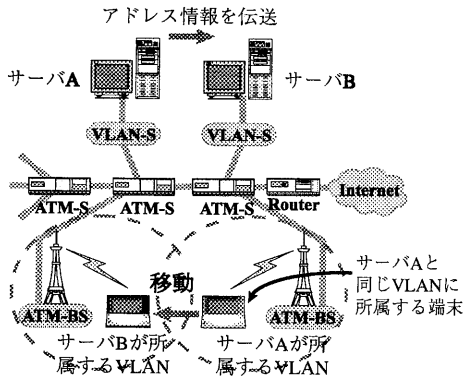 アドレス情報を伝送
サーバA
サーバB
VLAN-S
VLAN-S
ATM-S
ATM-S
ATM-S
Router
Internet
移動
サーバAと
同じVLANに
所属する端末
ATM-BS
ATM-BS
サーバBが所
属するVLAN
サーバAが所
属するVLAN